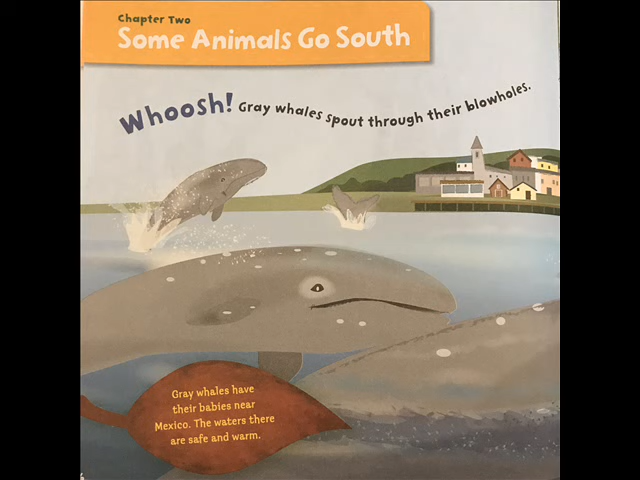 Chapter Two
Some Animals Go South
Whoosh! Gray whales spout through their blowholes.
Gray whales have
their babies near
Mexico. The waters there
are safe and warm.